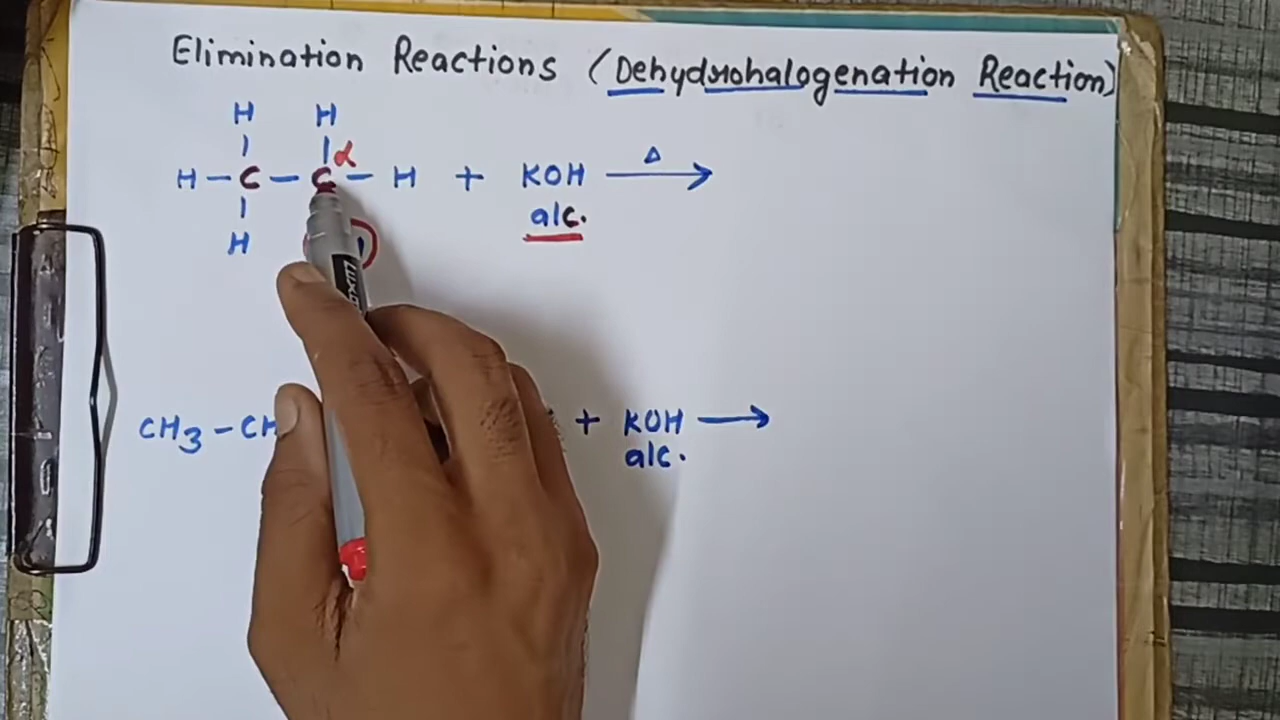 Elimination Reactions (Dehydrohalogenation Reaction)
H H
H - C - C α - H + KOH Δ →
alc.
H
CH3 - CH + KOH →
alc.